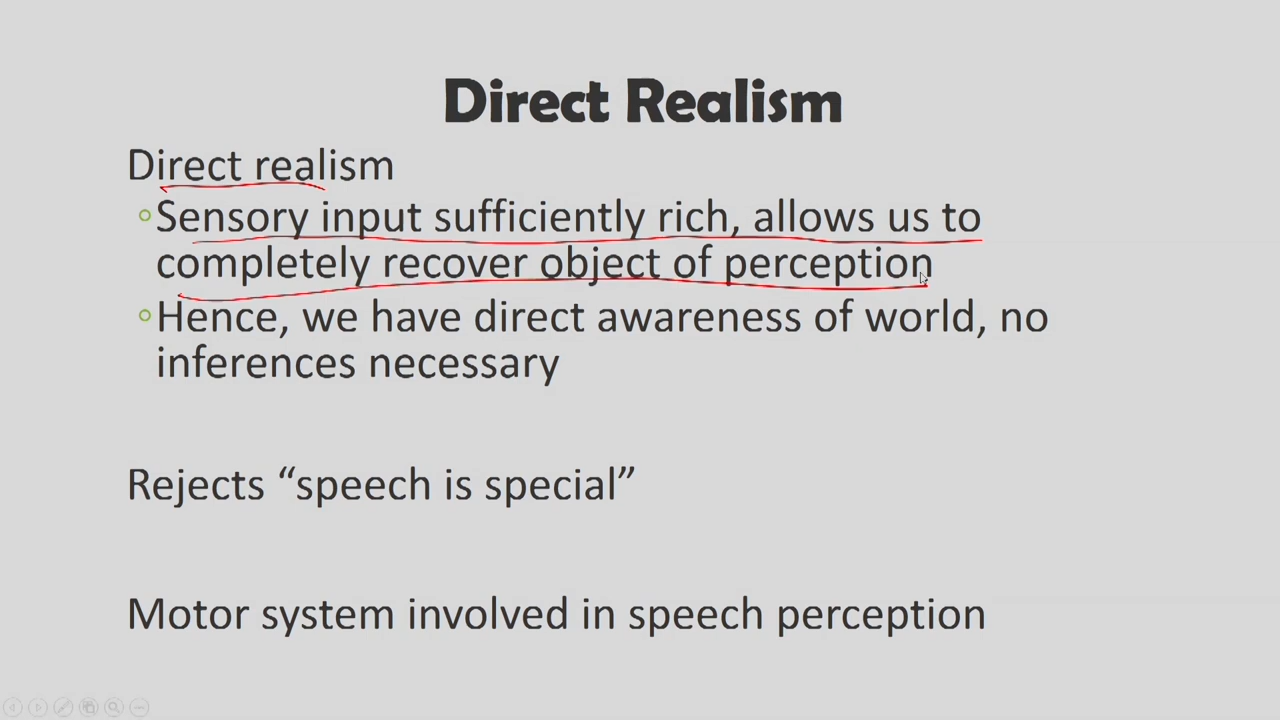 Direct Realism
Direct realism
◦Sensory input sufficiently rich, allows us to
completely recover object of perception
◦Hence, we have direct awareness of world, no
inferences necessary
Rejects “speech is special”
Motor system involved in speech perception